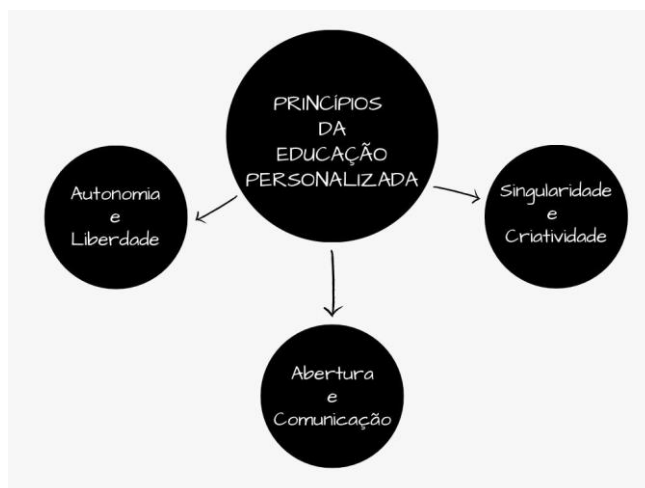 PRINCÍPIOS
DA
EDUCAÇÃO
PERSONALIZADA
Autonomia
e
Liberdade
Singularidade
e
Criatividade
Abertura
e
Comunicação